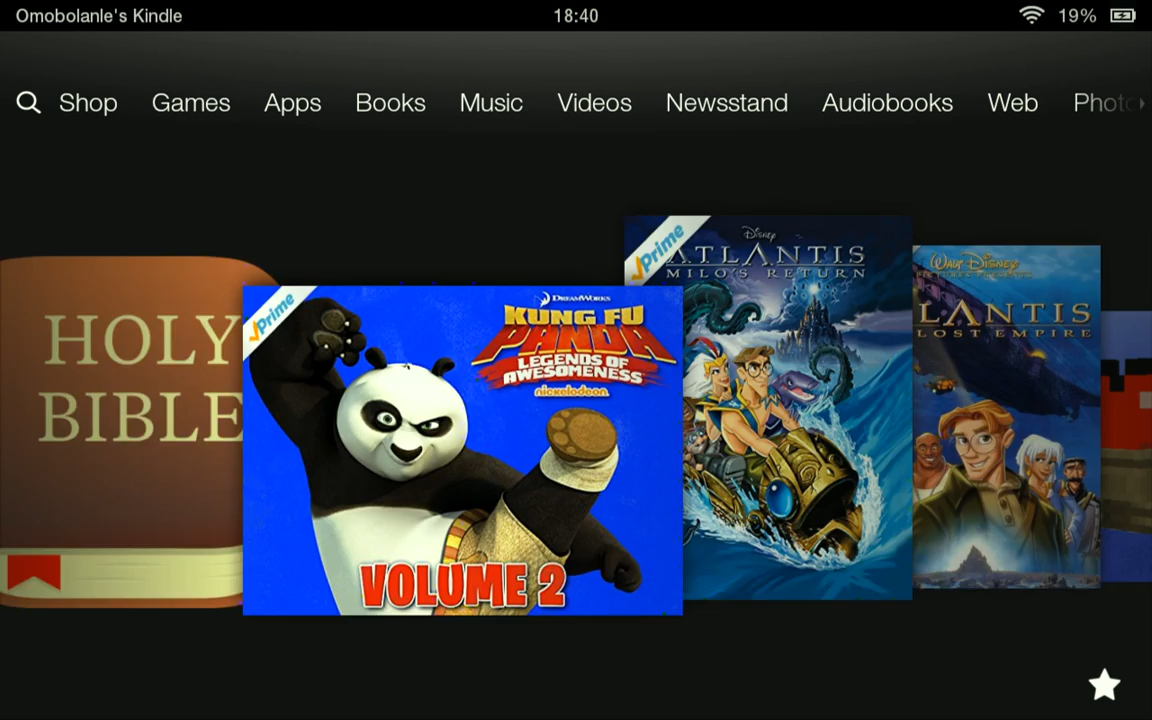 Omobolanle's Kindle
18:40
19%
Shop Games Apps Books Music Videos Newsstand Audiobooks Web Photo
HOLY
BIBLE
Prime
DREAMWORKS
KUNG FU
PANDA
LEGENDS OF
AWESOMENESS
nickelodeon
VOLUME 2
Prime
Disney
ATLANTIS
MILO'S RETURN
WALT DISNEY
LANTIS
LOST EMPIRE